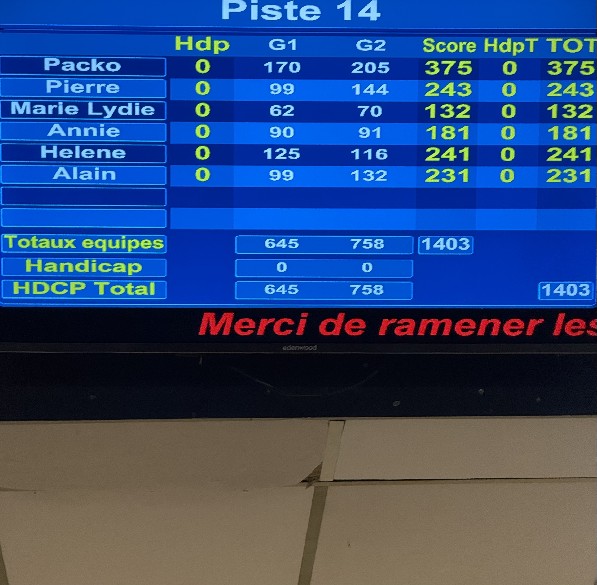 Piste 14
Hdp G1 G2 Score HdpT TOT
Packo 0 170 205 375 0 375
Pierre 0 99 144 243 0 243
Marie Lydie 0 62 70 132 0 132
Annie 0 90 91 181 0 181
Helene 0 125 116 241 0 241
Alain 0 99 132 231 0 231
Totaux equipes 645 758 1403
Handicap 0 0
HDCP Total 645 758 1403
Merci de ramener les
edenwood